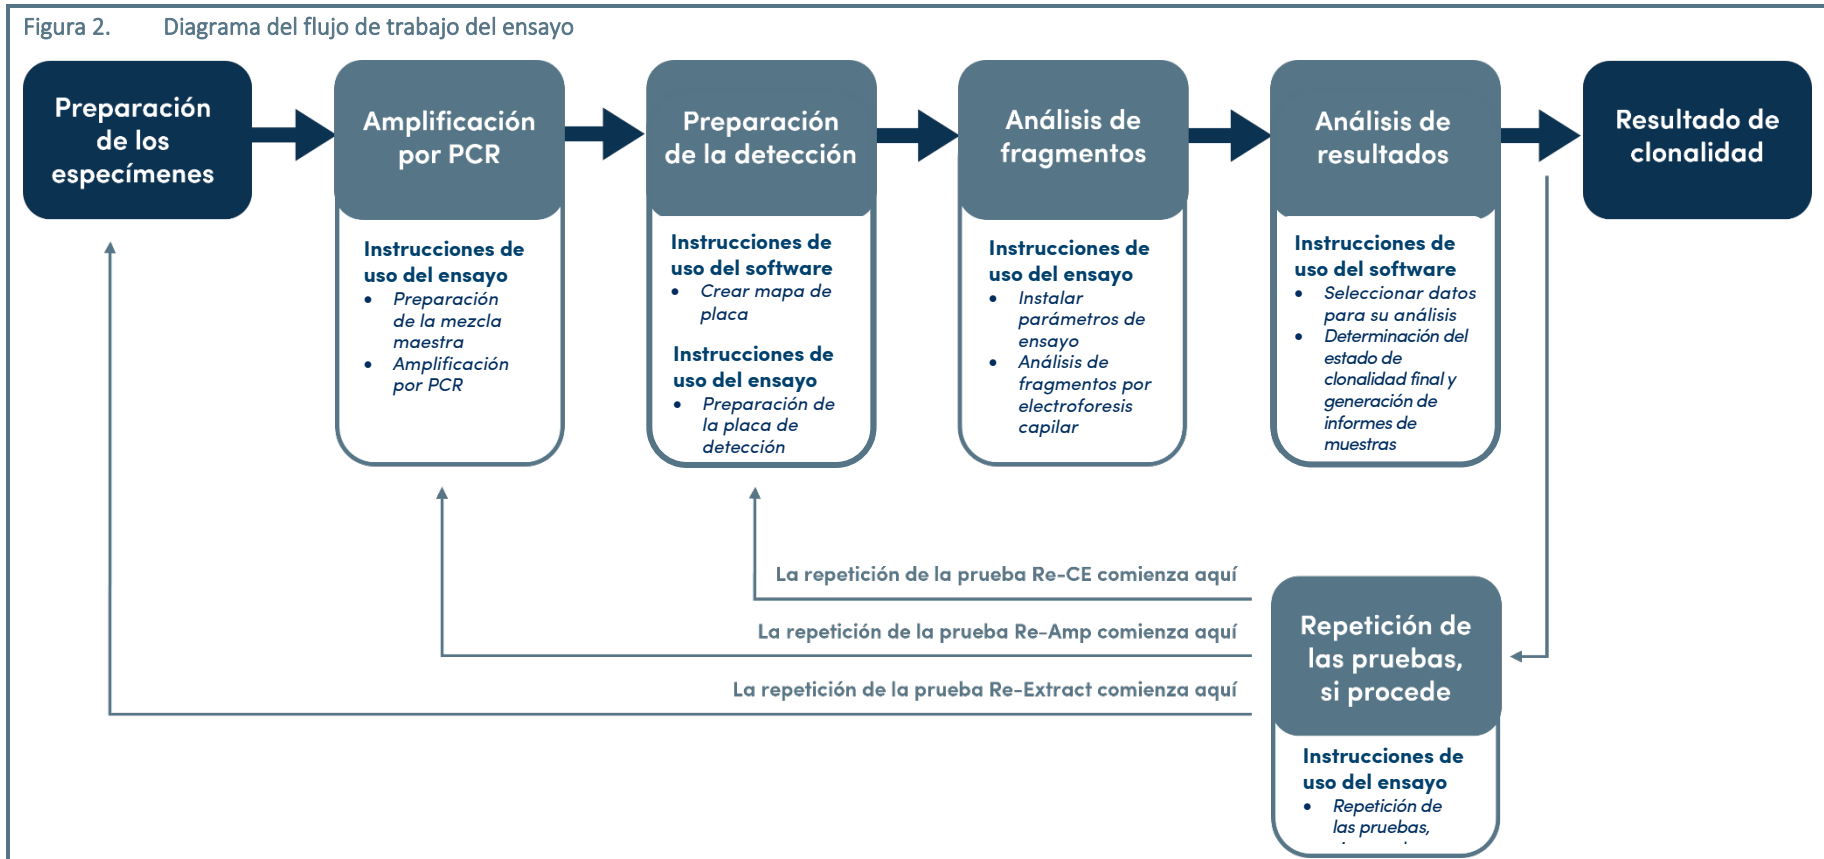 Figura 2. Diagrama del flujo de trabajo del ensayo
Preparación
de los
especímenes
Amplificación
por PCR
Instrucciones de
uso del ensayo
• Preparación
de la mezcla
maestra
• Amplificación
por PCR
Preparación
de la detección
Instrucciones de
uso del software
• Crear mapa de
placa
Instrucciones de
uso del ensayo
• Preparación de
la placa de
detección
Análisis de
fragmentos
Instrucciones de
uso del ensayo
• Instalar
parámetros de
ensayo
• Análisis de
fragmentos por
electroforesis
capilar
Análisis de
resultados
Instrucciones de
uso del software
• Seleccionar datos
para su análisis
• Determinación del
estado de
clonalidad final y
generación de
informes de
muestras
Resultado de
clonalidad
La repetición de la prueba Re-CE comienza aquí
La repetición de la prueba Re-Amp comienza aquí
La repetición de la prueba Re-Extract comienza aquí
Repetición de
las pruebas,
si procede
Instrucciones de
uso del ensayo
• Repetición de
las pruebas,